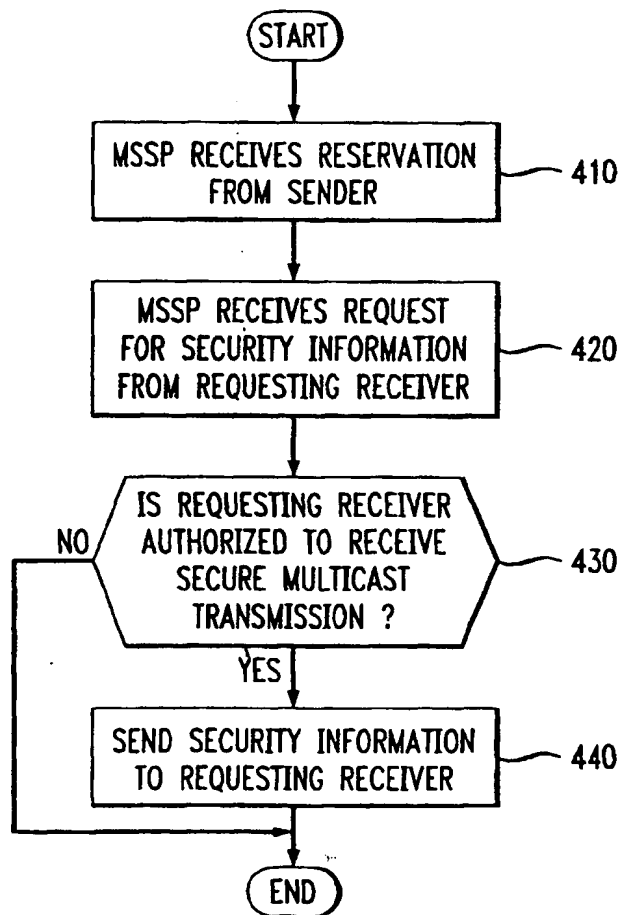 START
MSSP RECEIVES RESERVATION
FROM SENDER
410
MSSP RECEIVES REQUEST
FOR SECURITY INFORMATION
FROM REQUESTING RECEIVER
420
IS REQUESTING RECEIVER
AUTHORIZED TO RECEIVE
SECURE MULTICAST
TRANSMISSION ?
430
NO
YES
SEND SECURITY INFORMATION
TO REQUESTING RECEIVER
440
END